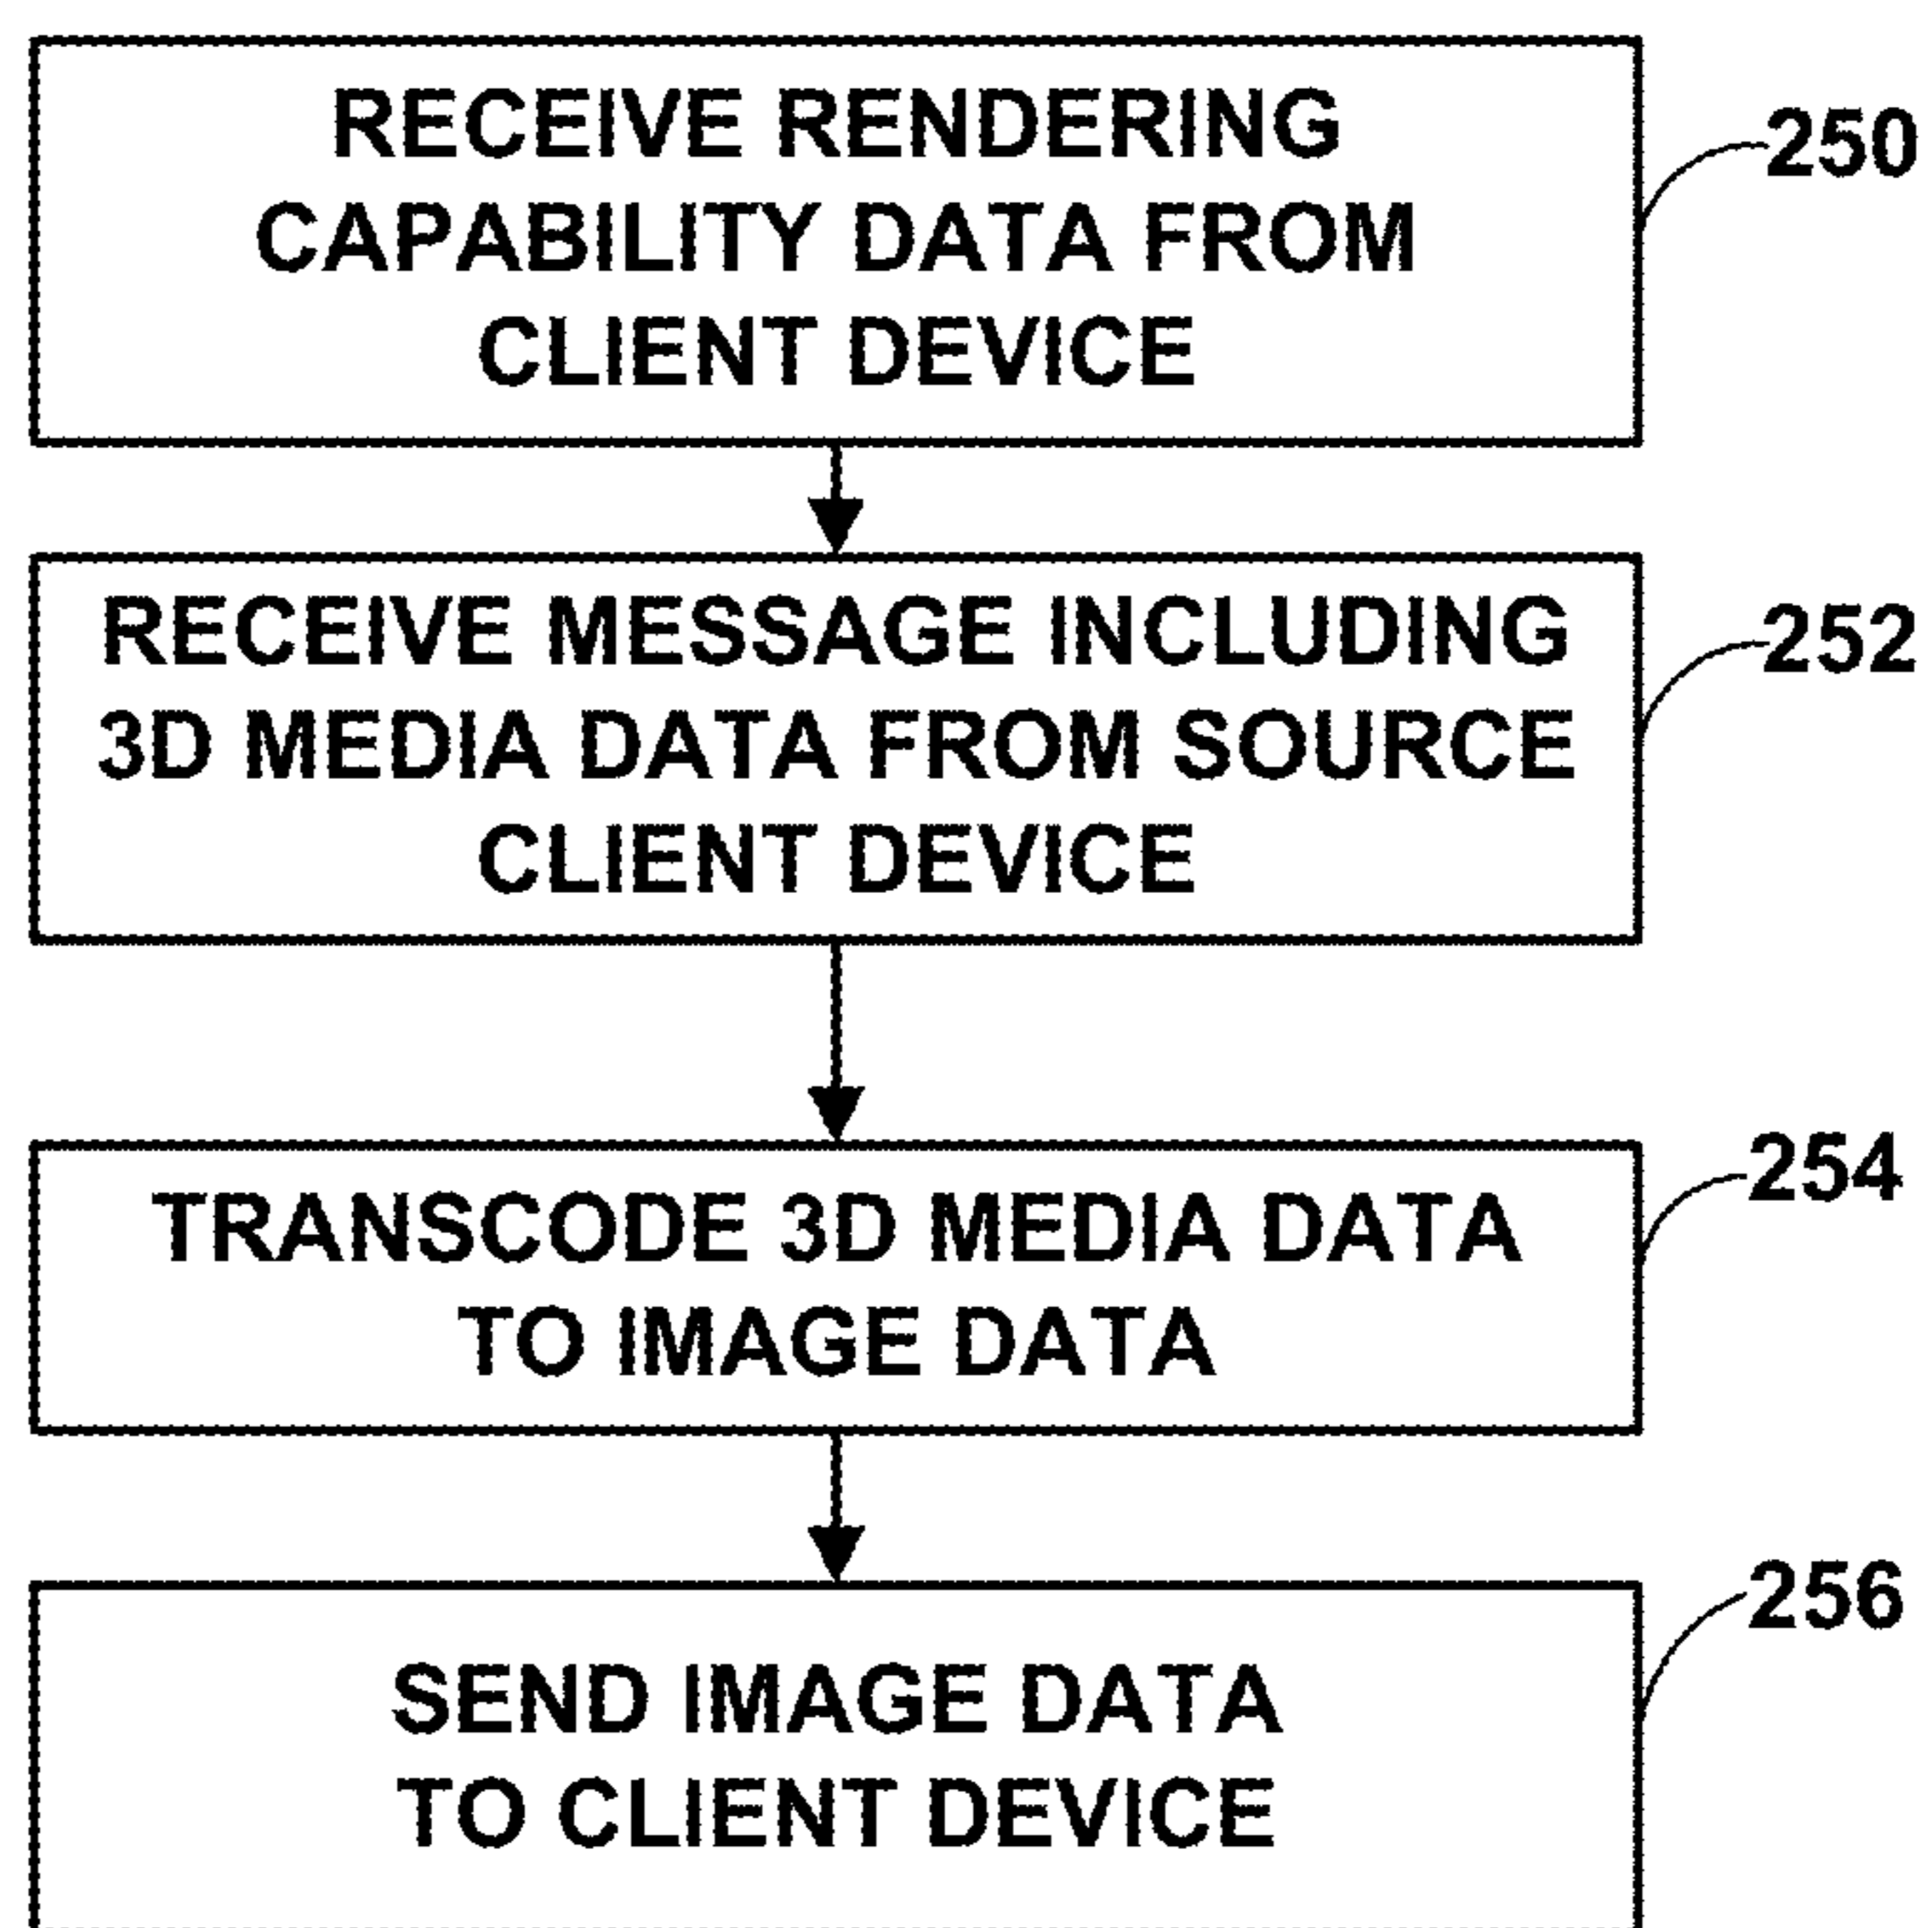 RECEIVE RENDERING
CAPABILITY DATA FROM
CLIENT DEVICE
250
RECEIVE MESSAGE INCLUDING
3D MEDIA DATA FROM SOURCE
CLIENT DEVICE
252
TRANSCODE 3D MEDIA DATA
TO IMAGE DATA
254
SEND IMAGE DATA
TO CLIENT DEVICE
256